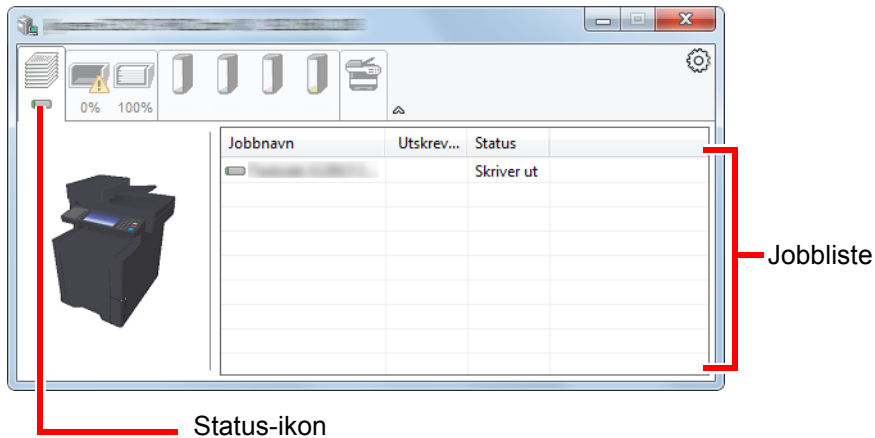 0% 100%
Jobbnavn Utskrev... Status
Skriver ut
Jobbliste
Status-ikon